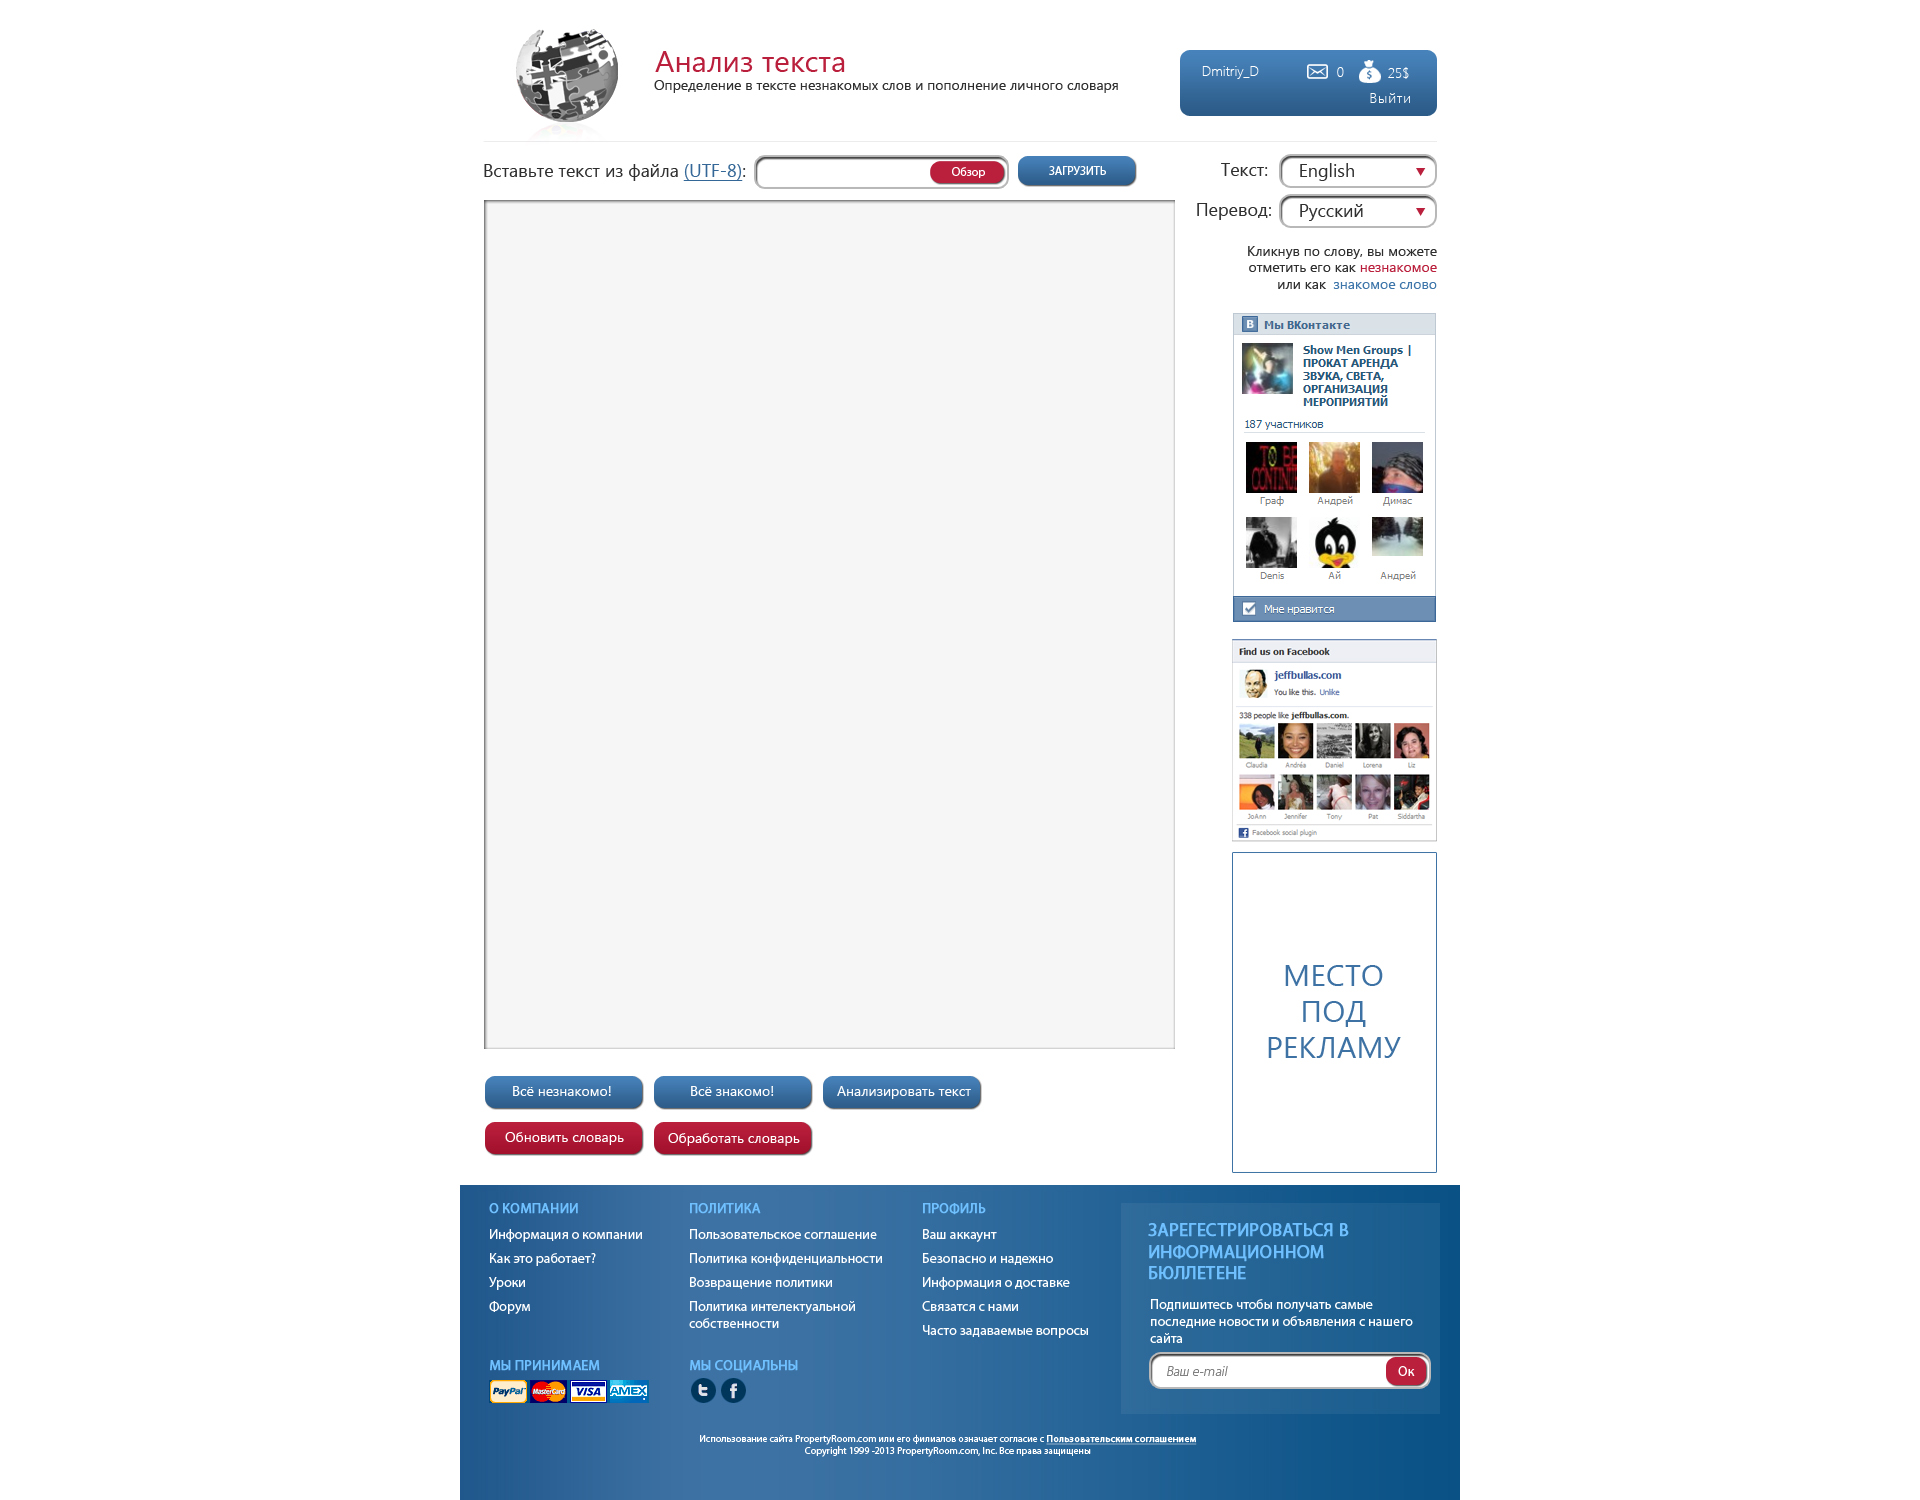 Анализ текста
Определение в тексте незнакомых слов и пополнение личного словаря
Dmitriy_D
0
25$
Выйти
Вставьте текст из файла (UTF-8):
Обзор
ЗАГРУЗИТЬ
Текст:
English
Перевод:
Русский
Кликнув по слову, вы можете
отметить его как незнакомое
или как знакомое слово
В Мы ВКонтакте
Show Men Groups |
ПРОКАТ АРЕНДА
ЗВУКА, СВЕТА,
ОРГАНИЗАЦИЯ
МЕРОПРИЯТИЙ
187 участников
TO BE
CONTINU
Граф
Андрей
Димас
Denis
Ай
Андрей
Мне нравится
Find us on Facebook
jeffbullas.com
You like this. Unlike
338 people like jeffbullas.com.
Claudia
Andréa
Daniel
Lorena
Liz
JoAnn
Jennifer
Tony
Pat
Siddartha
Facebook social plugin
МЕСТО
ПОД
РЕКЛАМУ
Всё незнакомо!
Всё знакомо!
Анализировать текст
Обновить словарь
Обработать словарь
О КОМПАНИИ
Информация о компании
Как это работает?
Уроки
Форум
ПОЛИТИКА
Пользовательское соглашение
Политика конфиденциальности
Возвращение политики
Политика интелектуальной
собственности
ПРОФИЛЬ
Ваш аккаунт
Безопасно и надежно
Информация о доставке
Связатся с нами
Часто задаваемые вопросы
ЗАРЕГЕСТРИРОВАТЬСЯ В
ИНФОРМАЦИОННОМ
БЮЛЛЕТЕНЕ
Подпишитесь чтобы получать самые
последние новости и объявления с нашего
сайта
Ваш e-mail
Ок
МЫ ПРИНИМАЕМ
PayPal
MasterCard
VISA
AMEX
МЫ СОЦИАЛЬНЫ
Использование сайта PropertyRoom.com или его филиалов означает согласие с Пользовательским соглашением
Copyright 1999 -2013 PropertyRoom.com, Inc. Все права защищены